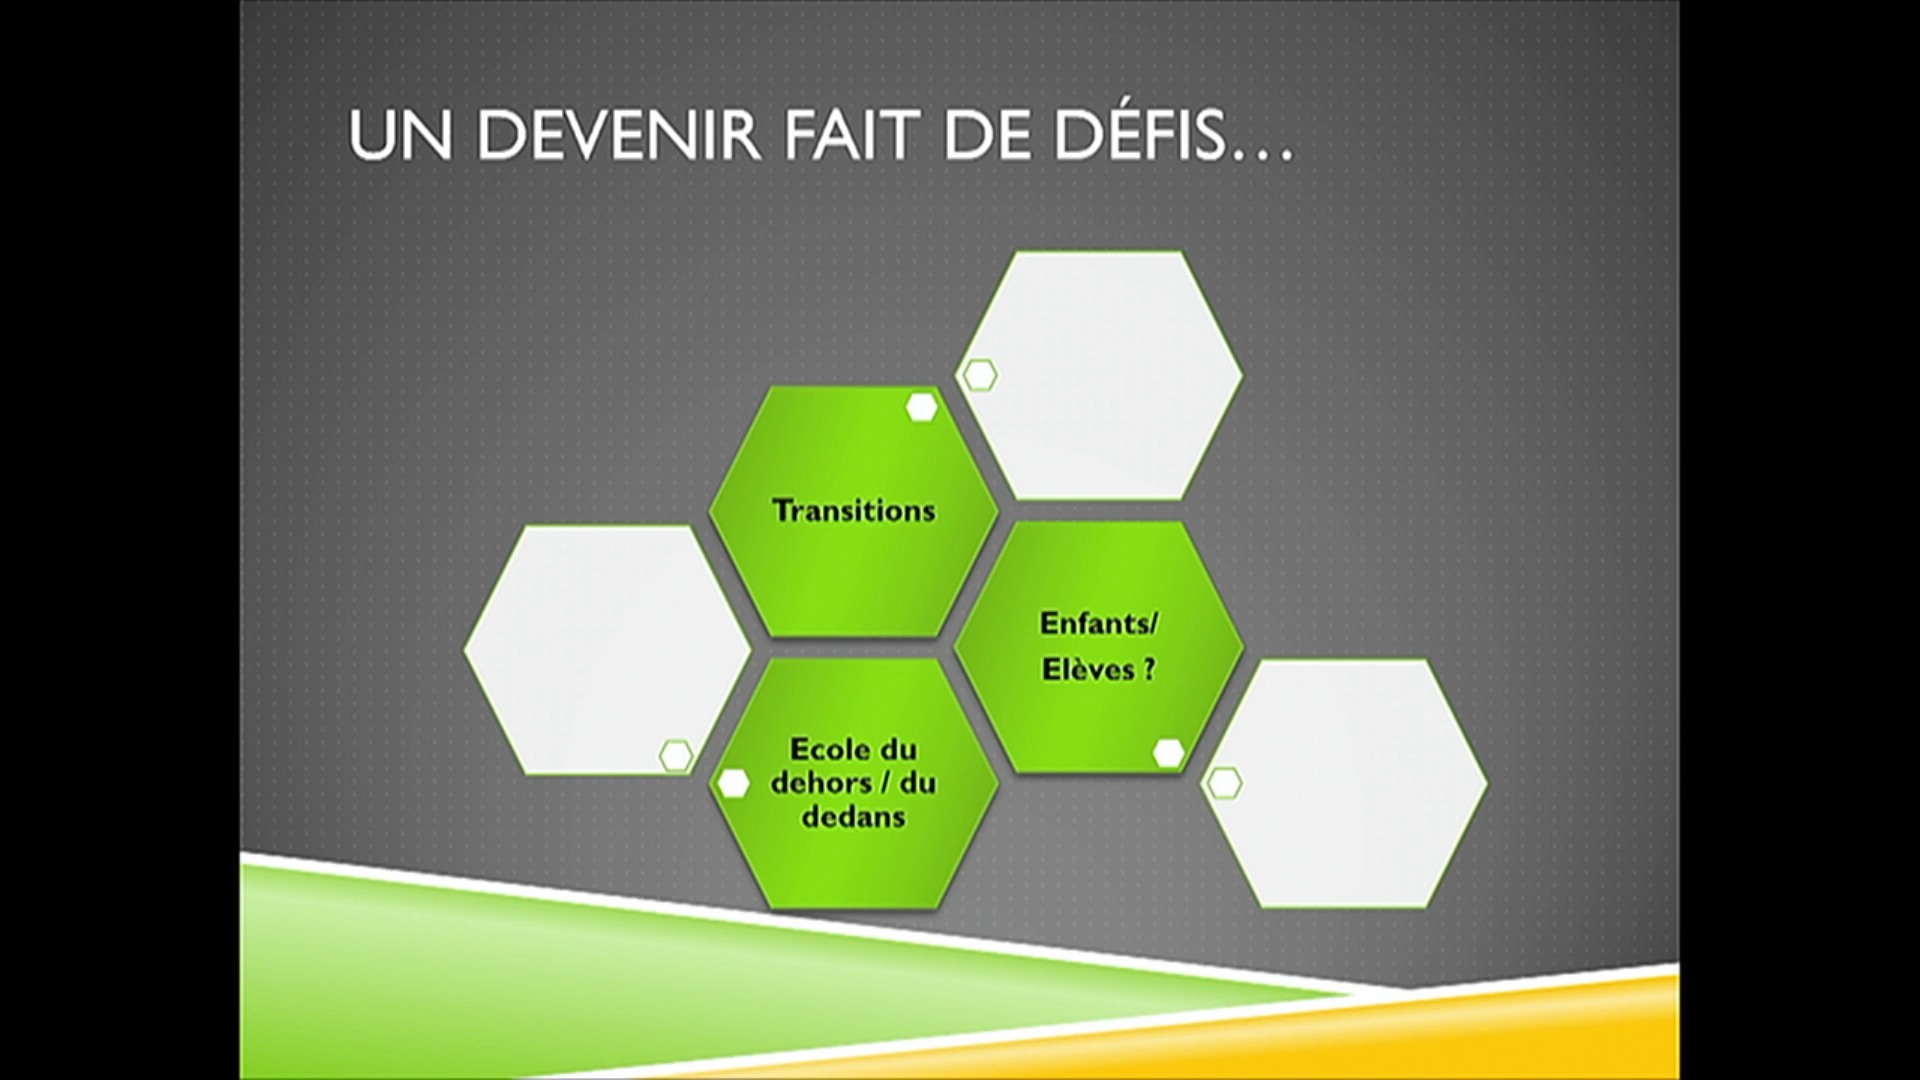 UN DEVENIR FAIT DE DÉFIS...
Transitions
Enfants/
Elèves ?
Ecole du
dehors / du
dedans